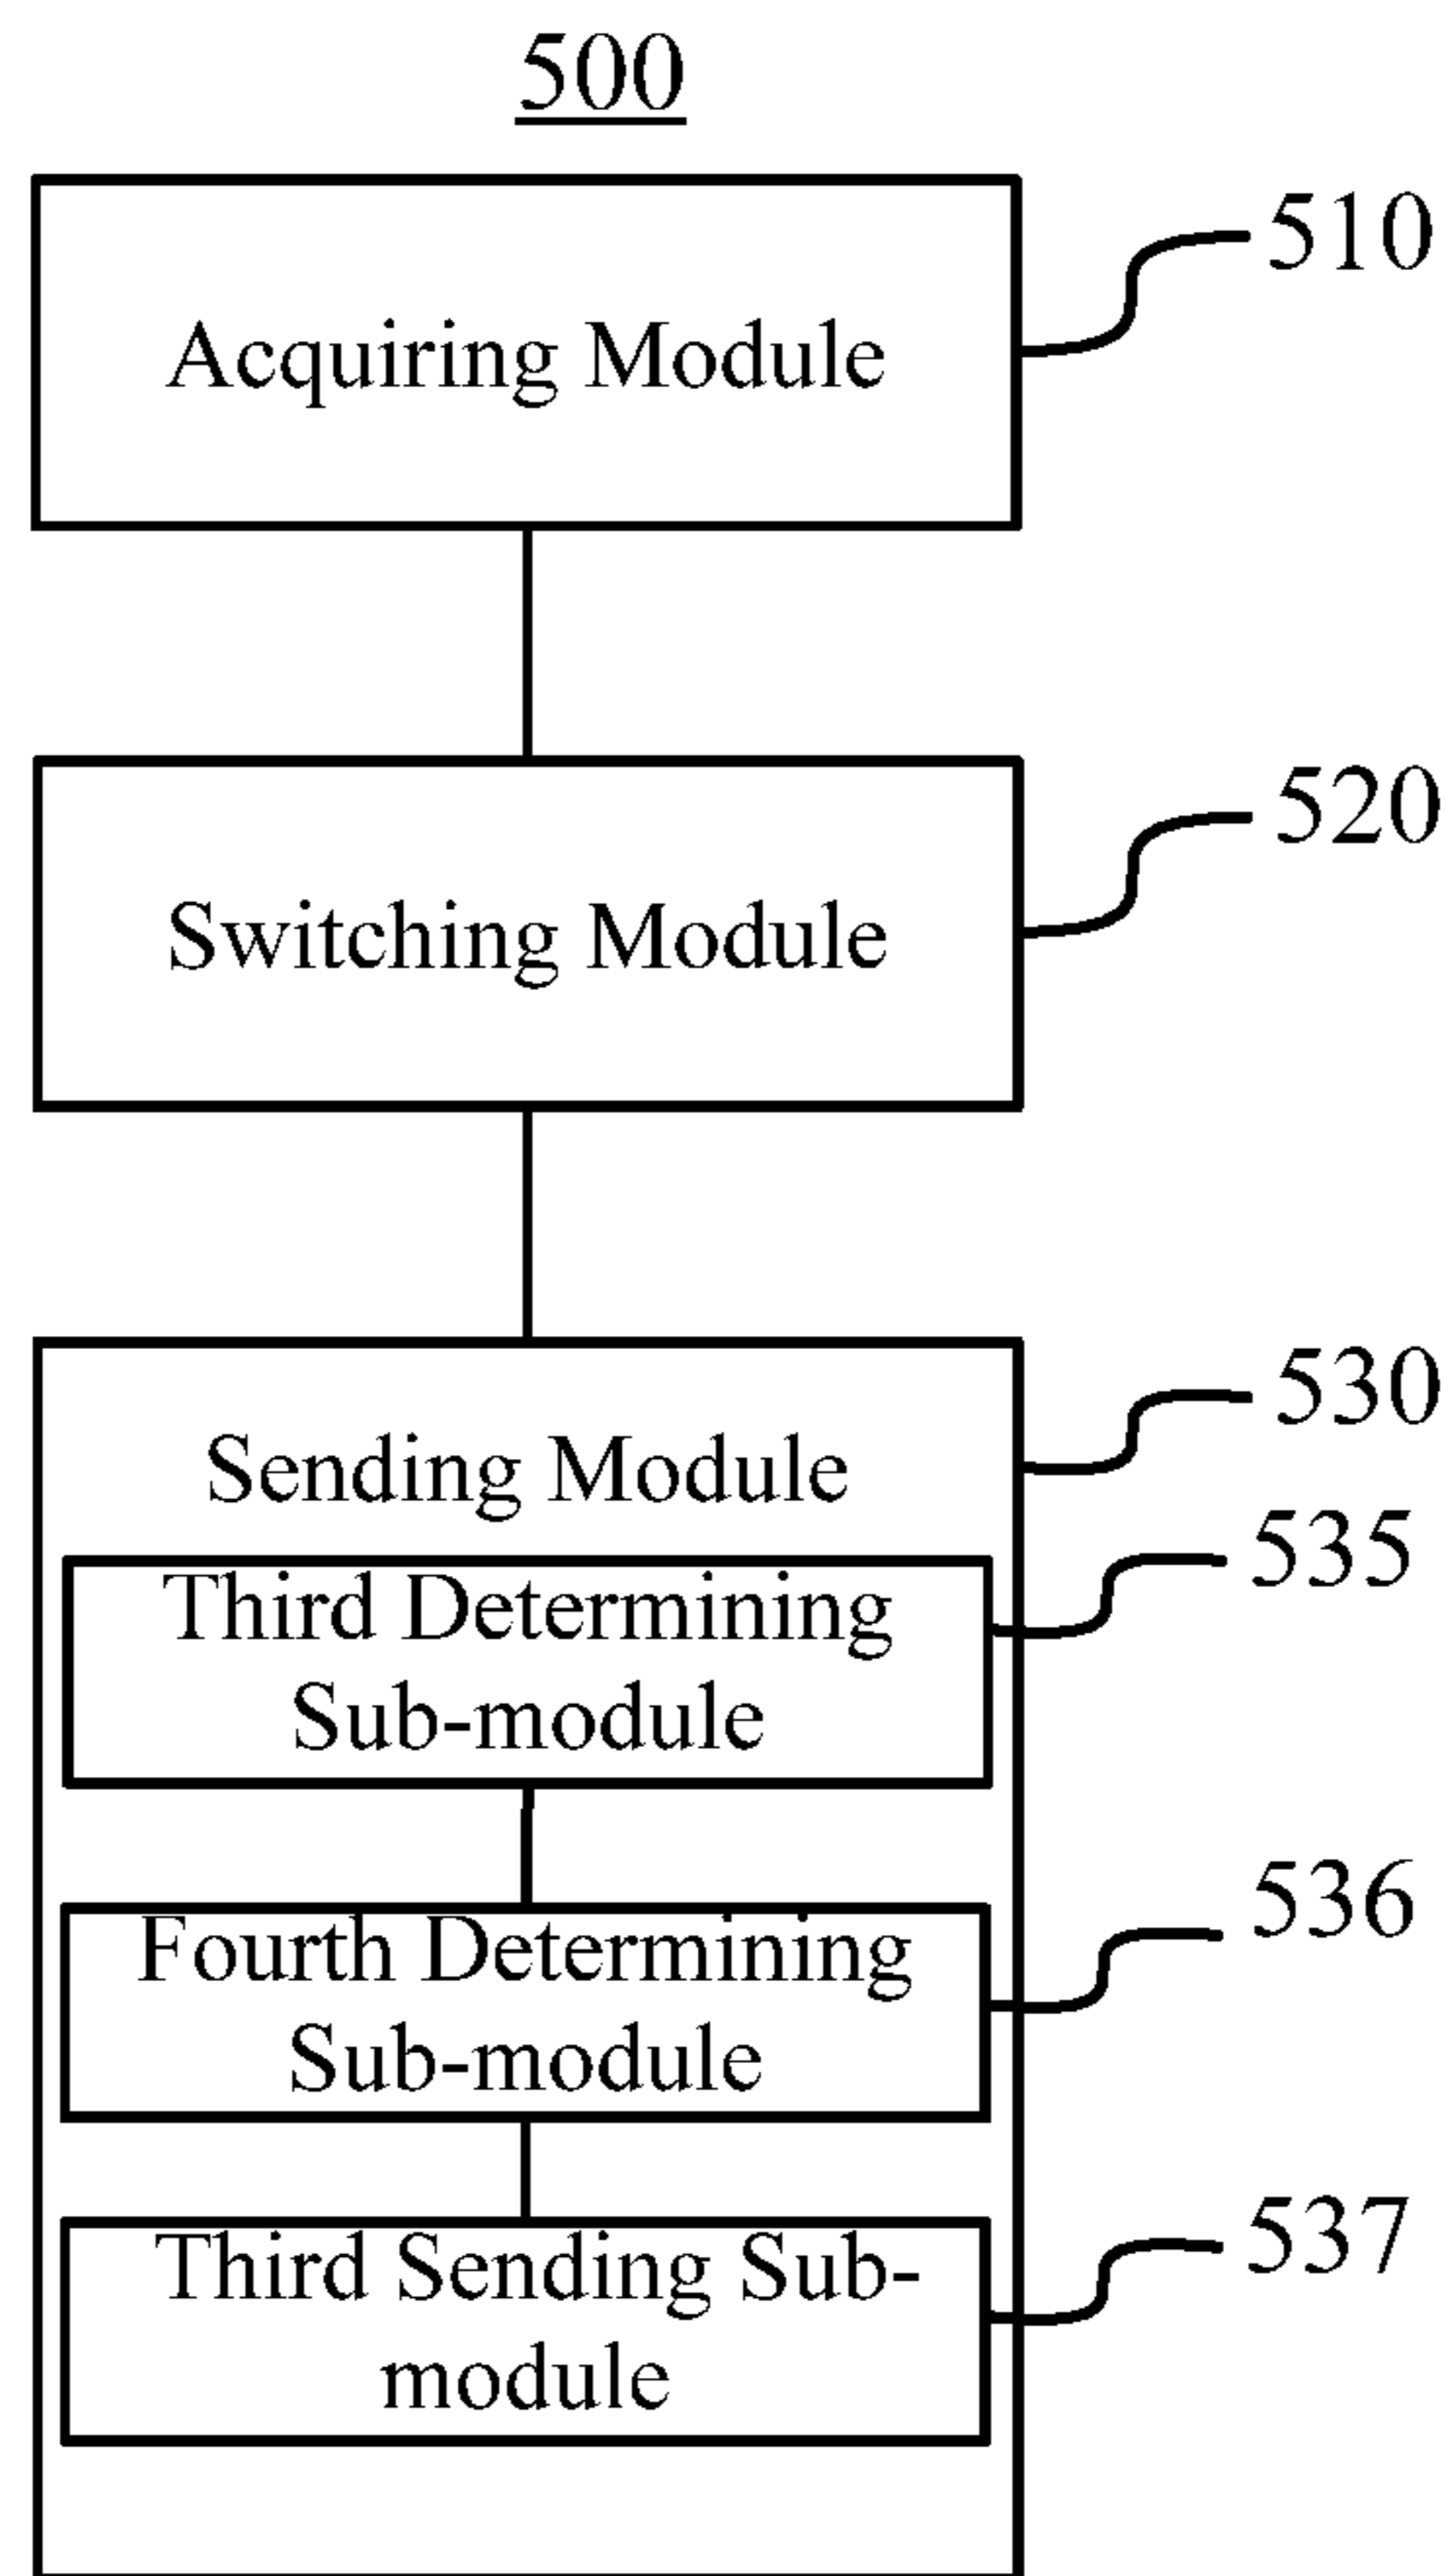 500
Acquiring Module
510
Switching Module
520
Sending Module
530
Third Determining
Sub-module
535
Fourth Determining
Sub-module
536
Third Sending Sub-
module
537